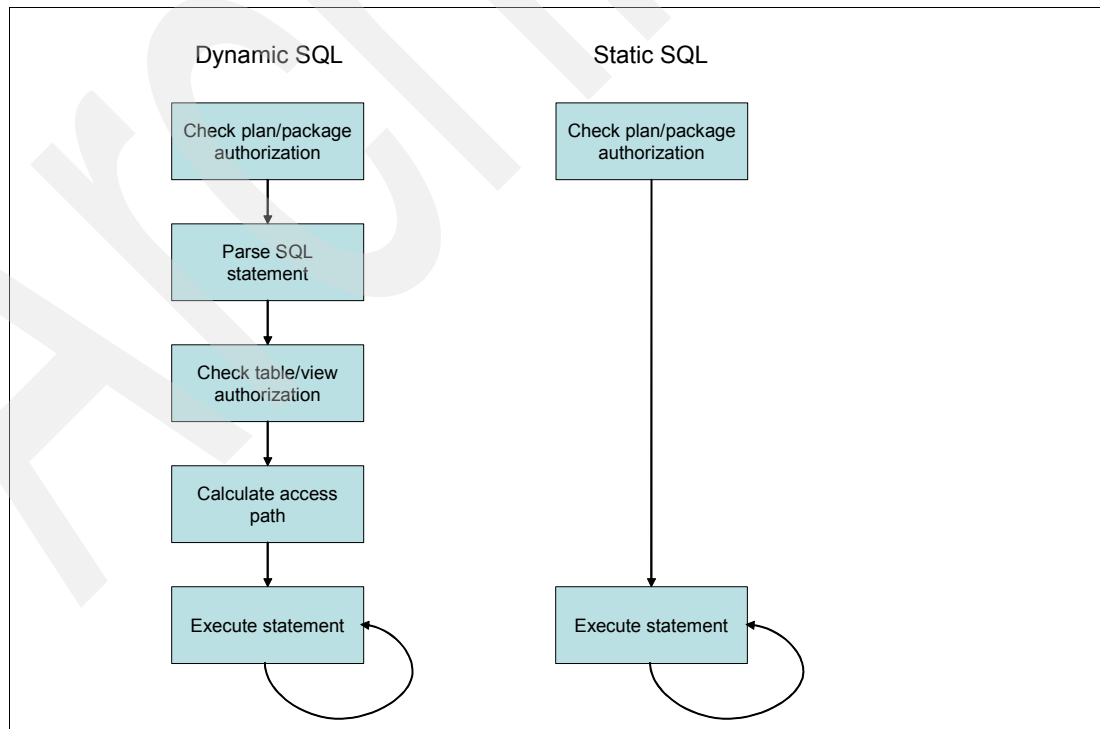 Dynamic SQL
Check plan/package
authorization
Parse SQL
statement
Check table/view
authorization
Calculate access
path
Execute statement
Static SQL
Check plan/package
authorization
Execute statement